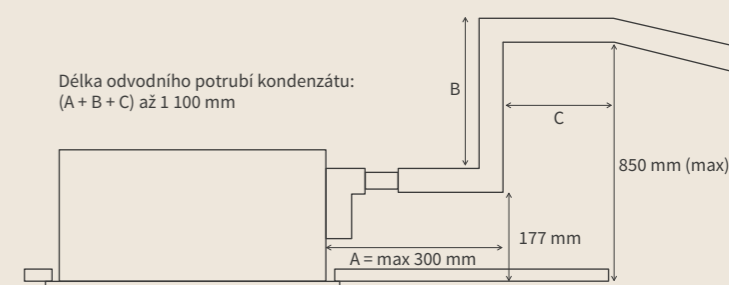 Délka odvodního potrubí kondenzátu:
(A + B + C) až 1 100 mm
B
C
850 mm (max)
177 mm
A = max 300 mm